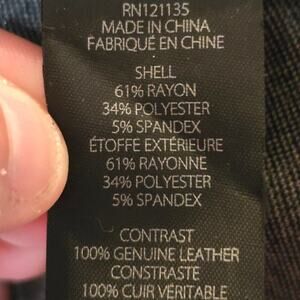 RN121135
MADE IN CHINA
FABRIQUÉ EN CHINE
SHELL
61% RAYON
34% POLYESTER
5% SPANDEX
ÉTOFFE EXTÉRIEURE
61% RAYONNE
34% POLYESTER
5% SPANDEX
CONTRAST
100% GENUINE LEATHER
CONSTRASTE
100% CUIR VÉRITABLE